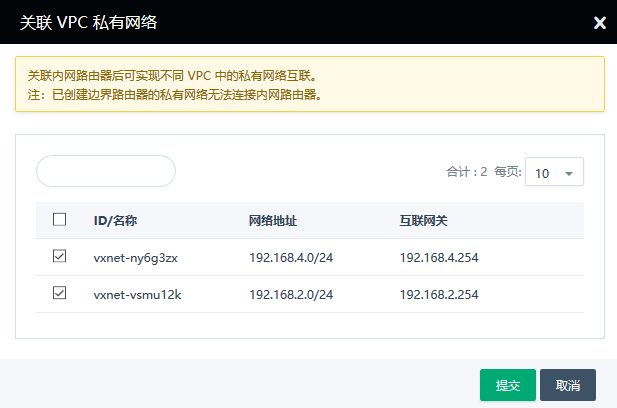 关联 VPC 私有网络
关联内网路由器后可实现不同 VPC 中的私有网络互联。
注：已创建边界路由器的私有网络无法连接内网路由器。
合计 : 2 每页: 10
ID/名称 网络地址 互联网关
vxnet-ny6g3zx 192.168.4.0/24 192.168.4.254
vxnet-vsmu12k 192.168.2.0/24 192.168.2.254
提交 取消